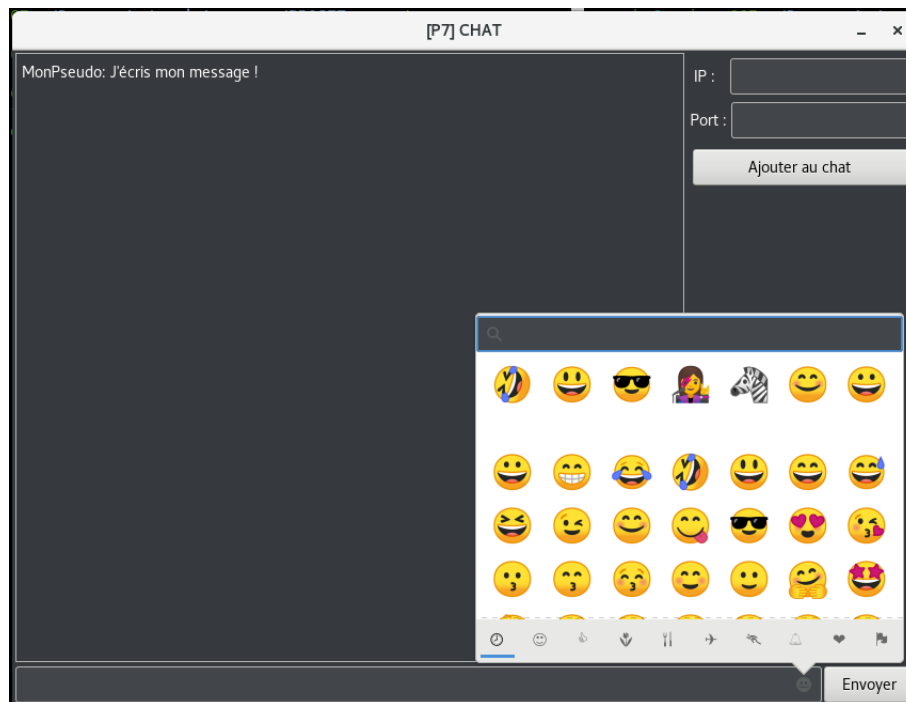 [P7] CHAT
MonPseudo: J'écris mon message !
IP :
Port :
Ajouter au chat
Envoyer